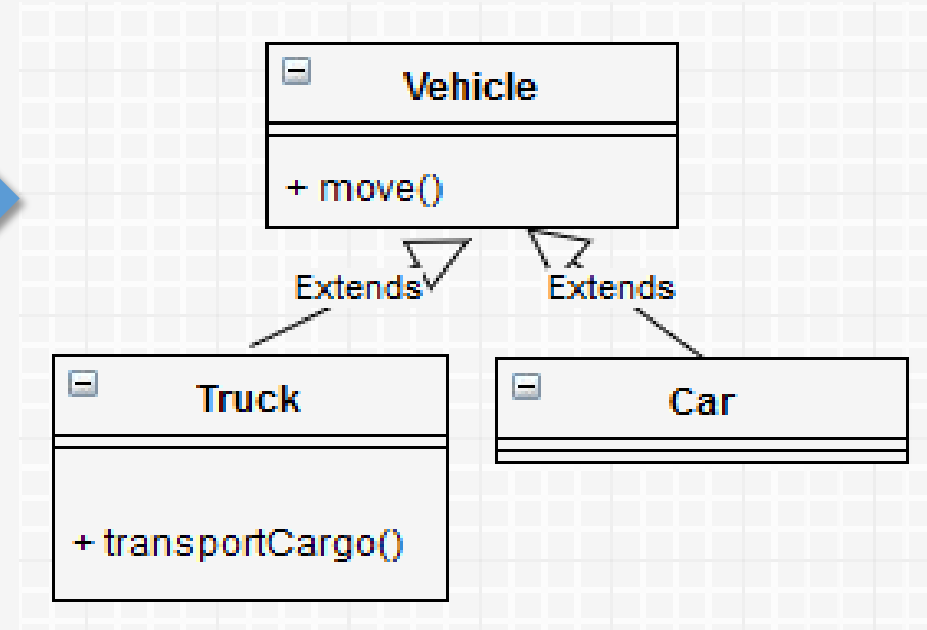 Vehicle
+ move()
Extends
Extends
Truck
Car
+ transportCargo()